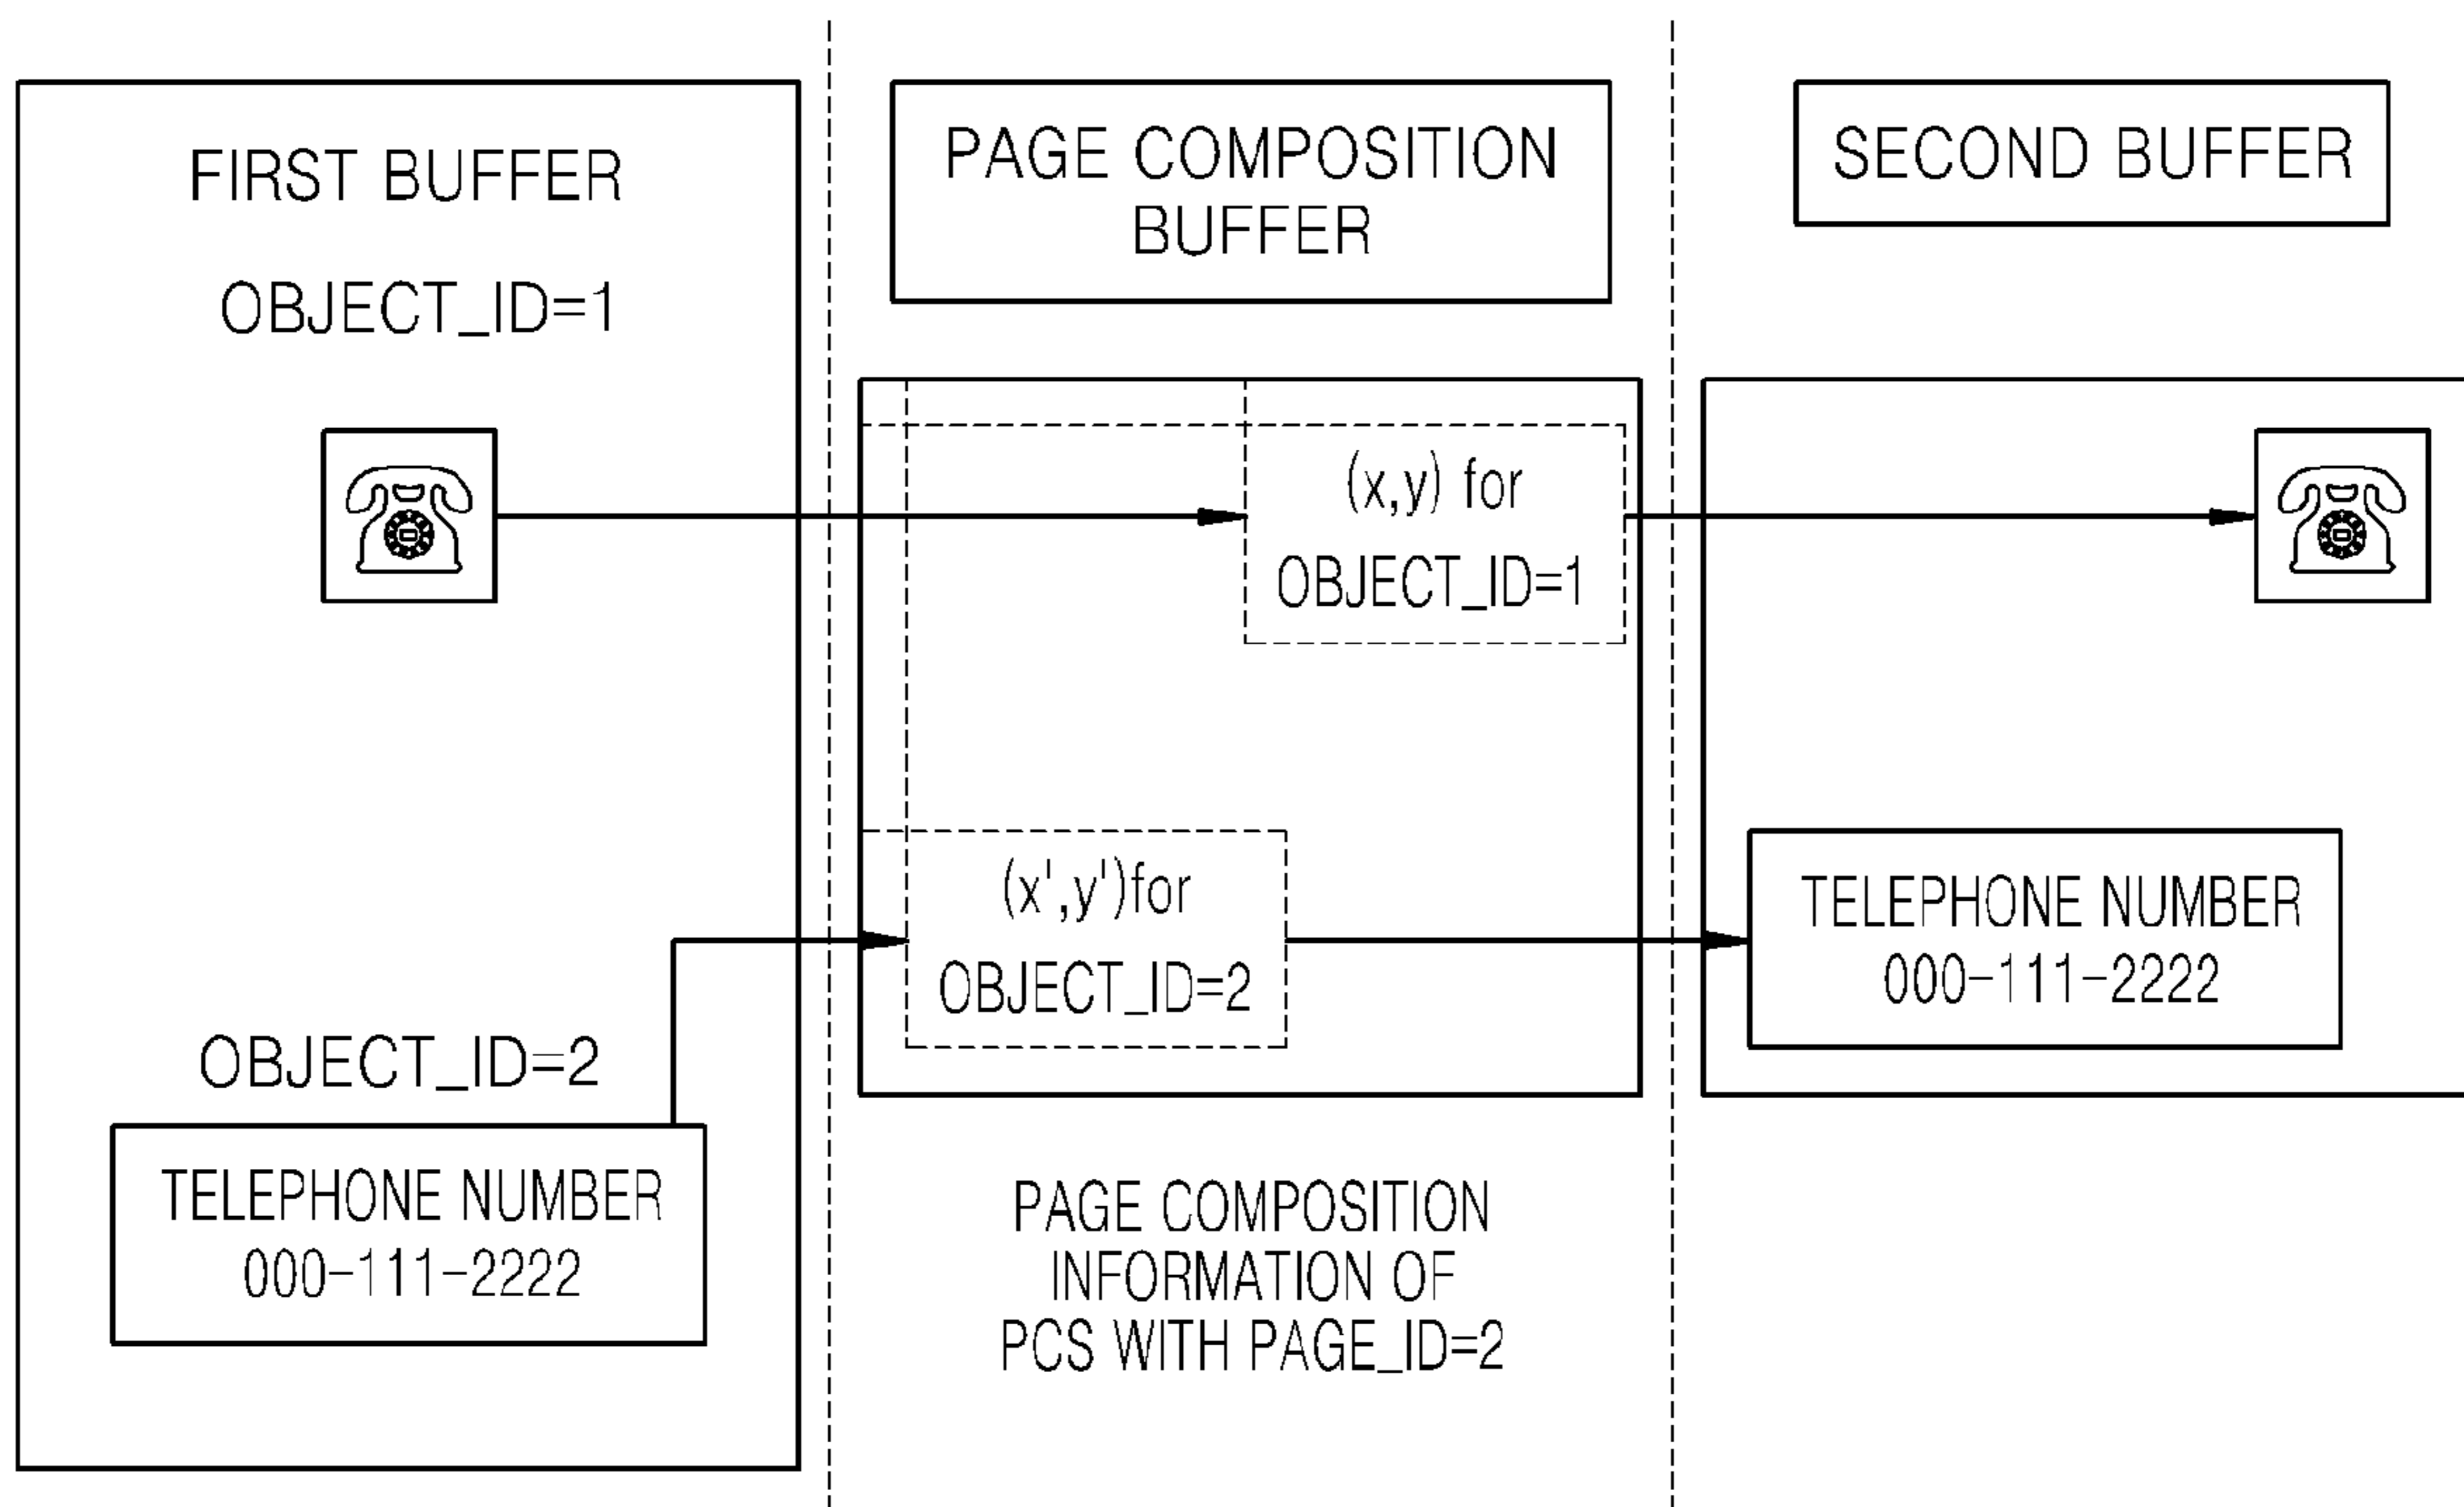 FIRST BUFFER
OBJECT_ID=1
OBJECT_ID=2
TELEPHONE NUMBER
000-111-2222
PAGE COMPOSITION
BUFFER
(x,y) for
OBJECT_ID=1
(x',y')for
OBJECT_ID=2
PAGE COMPOSITION
INFORMATION OF
PCS WITH PAGE_ID=2
SECOND BUFFER
TELEPHONE NUMBER
000-111-2222